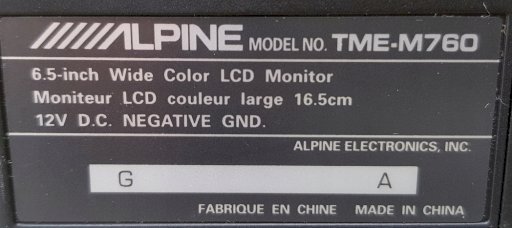 ALPINE MODEL NO. TME-M760
6.5-inch Wide Color LCD Monitor
Moniteur LCD couleur large 16.5cm
12V D.C. NEGATIVE GND.
ALPINE ELECTRONICS, INC.
G A
FABRIQUE EN CHINE MADE IN CHINA